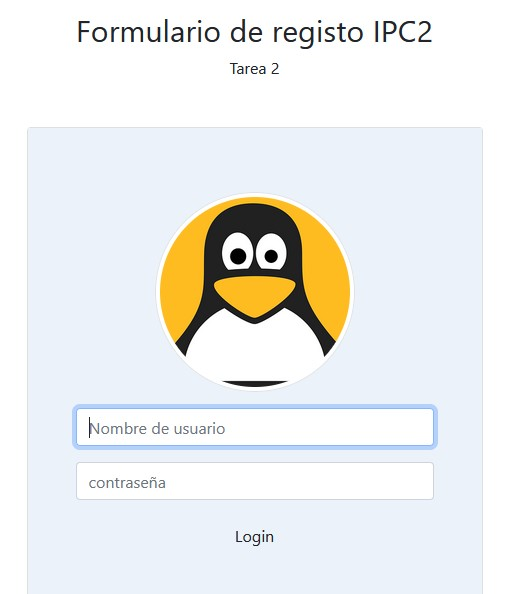 Formulario de registo IPC2
Tarea 2
Nombre de usuario
contraseña
Login